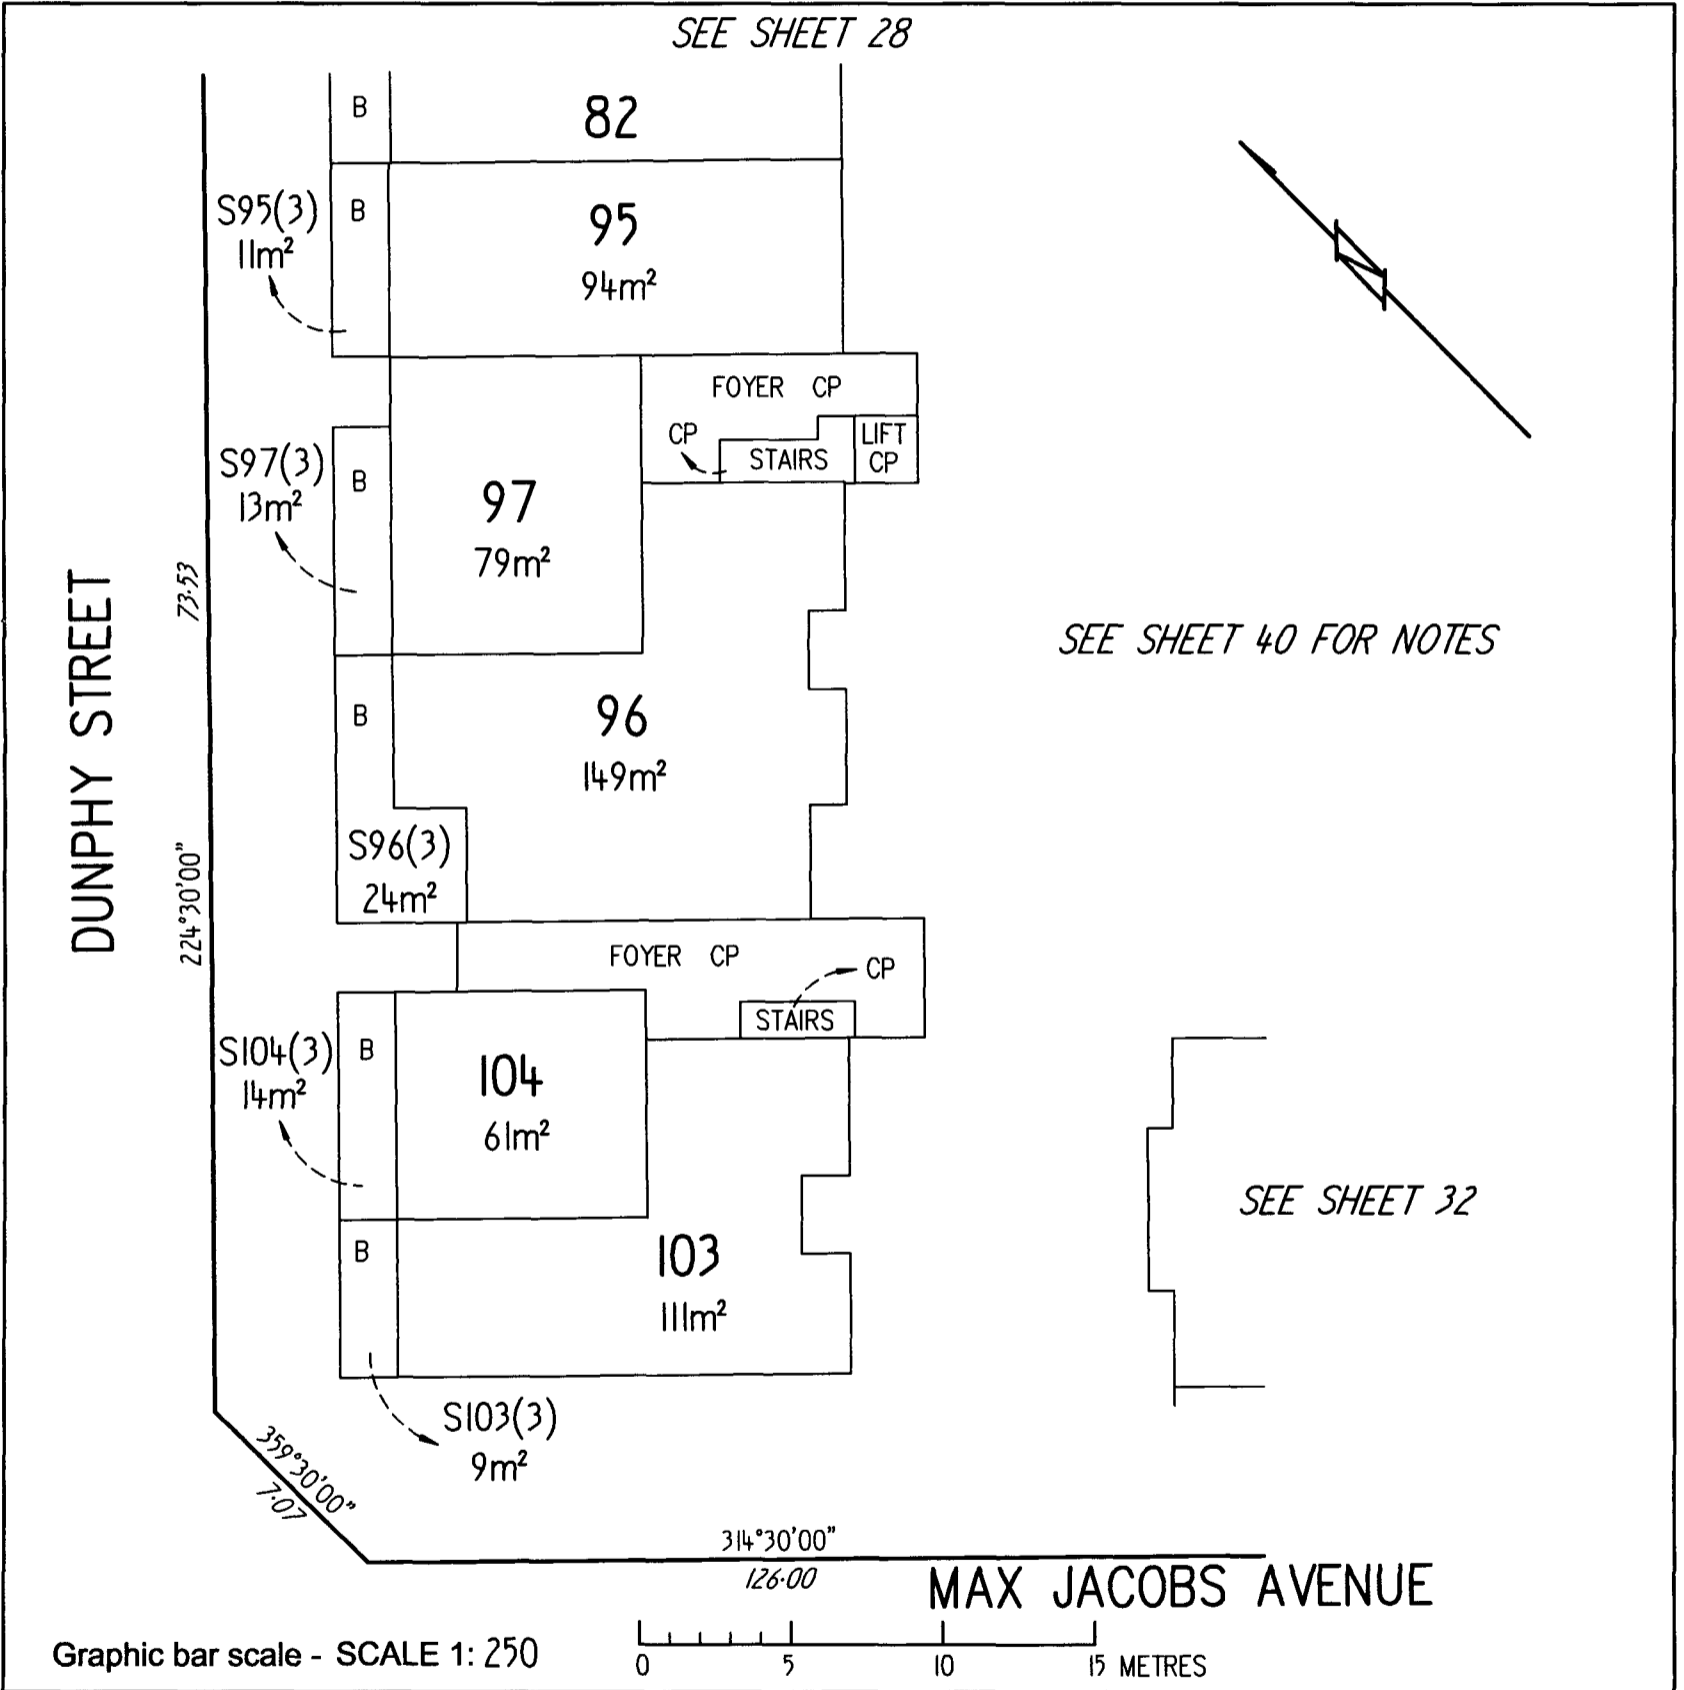 SEE SHEET 28
B
82
S95(3)
11m²
B
95
94m²
FOYER CP
CP
STAIRS
LIFT
CP
S97(3)
13m²
B
97
79m²
73·53
DUNPHY STREET
224°30'00"
SEE SHEET 40 FOR NOTES
B
96
149m²
S96(3)
24m²
FOYER CP
CP
STAIRS
S104(3)
14m²
B
104
61m²
SEE SHEET 32
B
103
111m²
S103(3)
9m²
359°30'00"
7·07
314°30'00"
126·00
MAX JACOBS AVENUE
Graphic bar scale - SCALE 1: 250
0 5 10 15 METRES